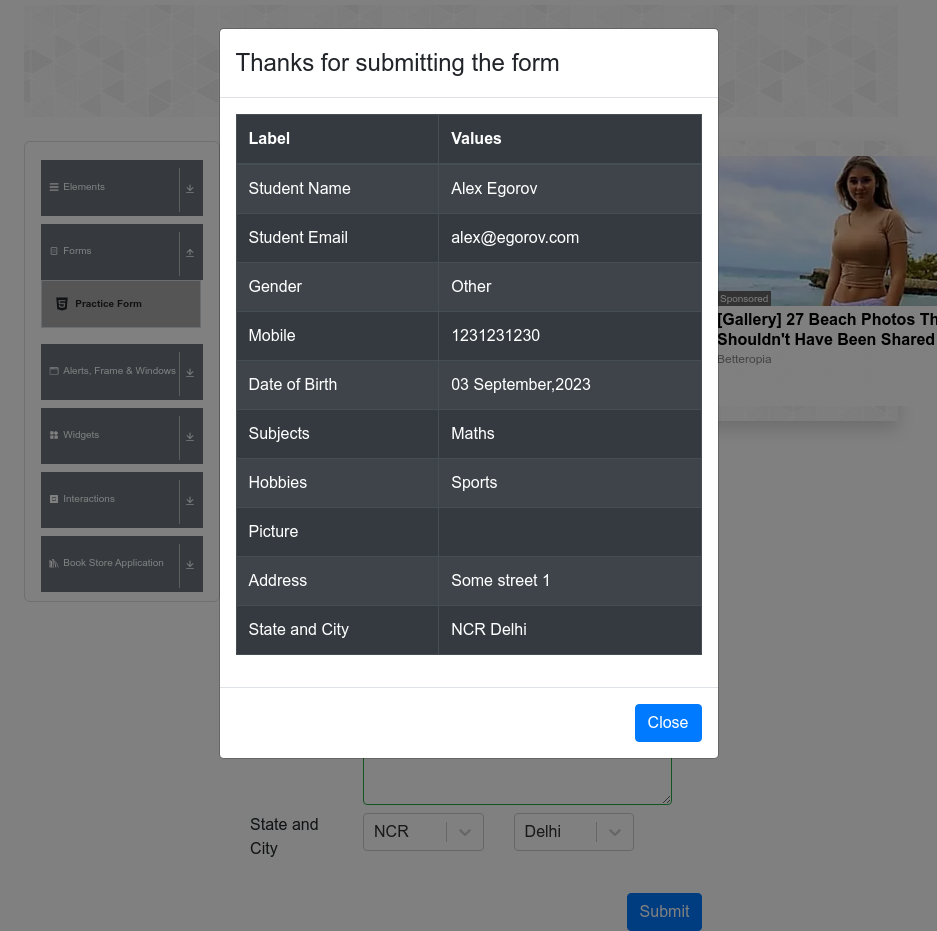 Thanks for submitting the form
Label Values
Student Name Alex Egorov
Student Email alex@egorov.com
Gender Other
Mobile 1231231230
Date of Birth 03 September,2023
Subjects Maths
Hobbies Sports
Picture
Address Some street 1
State and City NCR Delhi
Close
Elements
Forms
Practice Form
Alerts, Frame & Windows
Widgets
Interactions
Book Store Application
Sponsored
[Gallery] 27 Beach Photos Th
Shouldn't Have Been Shared
Betteropia
State and
City
NCR Delhi
Submit